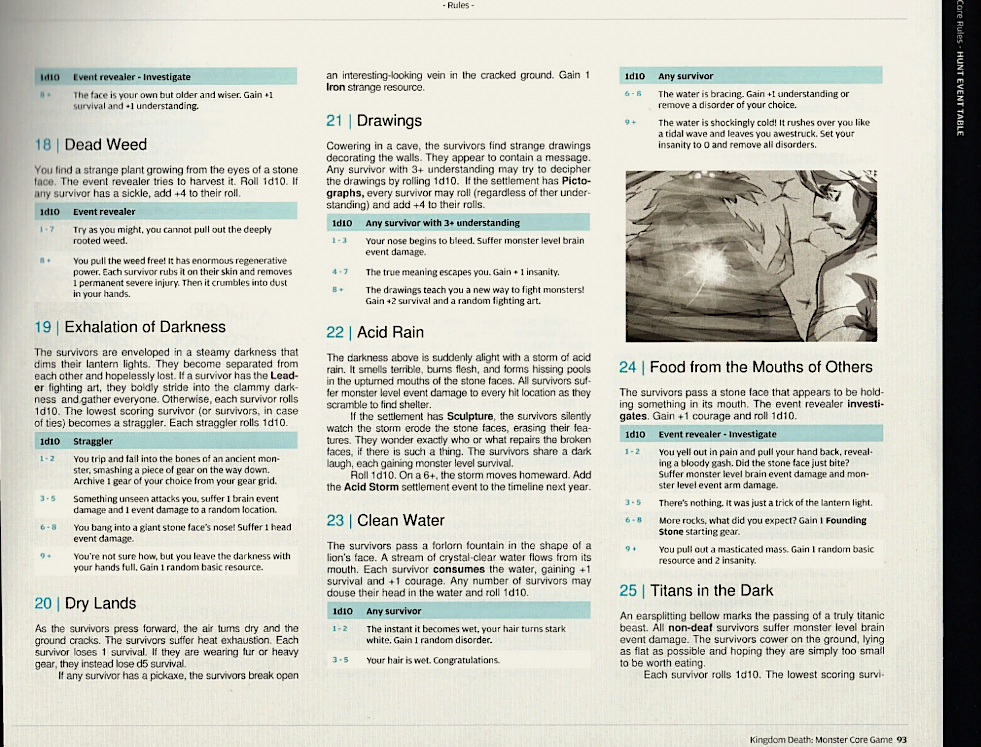 - Rules -
1d10 Event revealer - Investigate
8+ The face is your own but older and wiser. Gain +1
survival and +1 understanding.
18 | Dead Weed
You find a strange plant growing from the eyes of a stone
face. The event revealer tries to harvest it. Roll 1d10. If
any survivor has a sickle, add +4 to their roll.
1d10 Event revealer
1 - 7 Try as you might, you cannot pull out the deeply
rooted weed.
8+ You pull the weed free! It has enormous regenerative
power. Each survivor rubs it on their skin and removes
1 permanent severe injury. Then it crumbles into dust
in your hands.
19 | Exhalation of Darkness
The survivors are enveloped in a steamy darkness that
dims their lantern lights. They become separated from
each other and hopelessly lost. If a survivor has the Lead-
er fighting art, they boldly stride into the clammy dark-
ness and gather everyone. Otherwise, each survivor rolls
1d10. The lowest scoring survivor (or survivors, in case
of ties) becomes a straggler. Each straggler rolls 1d10.
1d10 Straggler
1 - 2 You trip and fall into the bones of an ancient mon-
ster, smashing a piece of gear on the way down.
Archive 1 gear of your choice from your gear grid.
3 - 5 Something unseen attacks you, suffer 1 brain event
damage and 1 event damage to a random location.
6 - 8 You bang into a giant stone face's nose! Suffer 1 head
event damage.
9+ You're not sure how, but you leave the darkness with
your hands full. Gain 1 random basic resource.
20 | Dry Lands
As the survivors press forward, the air turns dry and the
ground cracks. The survivors suffer heat exhaustion. Each
survivor loses 1 survival. If they are wearing fur or heavy
gear, they instead lose d5 survival.
If any survivor has a pickaxe, the survivors break open
an interesting-looking vein in the cracked ground. Gain 1
Iron strange resource.
21 | Drawings
Cowering in a cave, the survivors find strange drawings
decorating the walls. They appear to contain a message.
Any survivor with 3+ understanding may try to decipher
the drawings by rolling 1d10. If the settlement has Picto-
graphs, every survivor may roll (regardless of ther under-
standing) and add +4 to their rolls.
1d10 Any survivor with 3+ understanding
1 - 3 Your nose begins to bleed. Suffer monster level brain
event damage.
4 - 7 The true meaning escapes you. Gain + 1 insanity.
8+ The drawings teach you a new way to fight monsters!
Gain +2 survival and a random fighting art.
22 | Acid Rain
The darkness above is suddenly alight with a storm of acid
rain. It smells terrible, burns flesh, and forms hissing pools
in the upturned mouths of the stone faces. All survivors suf-
fer monster level event damage to every hit location as they
scramble to find shelter.
If the settlement has Sculpture, the survivors silently
watch the storm erode the stone faces, erasing their fea-
tures. They wonder exactly who or what repairs the broken
faces, if there is such a thing. The survivors share a dark
laugh, each gaining monster level survival.
Roll 1d10. On a 6+, the storm moves homeward. Add
the Acid Storm settlement event to the timeline next year.
23 | Clean Water
The survivors pass a forlorn fountain in the shape of a
lion's face. A stream of crystal-clear water flows from its
mouth. Each survivor consumes the water, gaining +1
survival and +1 courage. Any number of survivors may
douse their head in the water and roll 1d10.
1d10 Any survivor
1 - 2 The instant it becomes wet, your hair turns stark
white. Gain 1 random disorder.
3 - 5 Your hair is wet. Congratulations.
1d10 Any survivor
6 - 8 The water is bracing. Gain +1 understanding or
remove a disorder of your choice.
9+ The water is shockingly cold! It rushes over you like
a tidal wave and leaves you awestruck. Set your
insanity to 0 and remove all disorders.
24 | Food from the Mouths of Others
The survivors pass a stone face that appears to be hold-
ing something in its mouth. The event revealer investi-
gates. Gain +1 courage and roll 1d10.
1d10 Event revealer - Investigate
1 - 2 You yell out in pain and pull your hand back, reveal-
ing a bloody gash. Did the stone face just bite?
Suffer monster level brain event damage and mon-
ster level event arm damage.
3 - 5 There's nothing, it was just a trick of the lantern light.
6 - 8 More rocks, what did you expect? Gain 1 Founding
Stone starting gear.
9+ You pull out a masticated mass. Gain 1 random basic
resource and 2 insanity.
25 | Titans in the Dark
An earsplitting bellow marks the passing of a truly titanic
beast. All non-deaf survivors suffer monster level brain
event damage. The survivors cower on the ground, lying
as flat as possible and hoping they are simply too small
to be worth eating.
Each survivor rolls 1d10. The lowest scoring survi-
Kingdom Death: Monster Core Game 93
Core Rules - HUNT EVENT TABLE